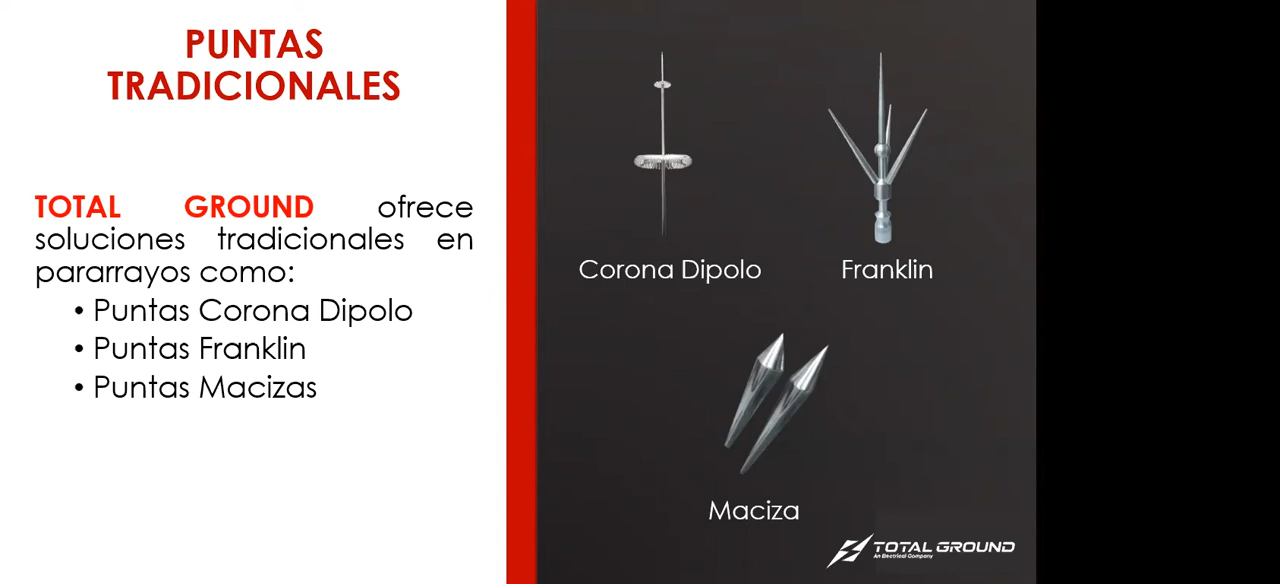 PUNTAS
TRADICIONALES
TOTAL GROUND ofrece
soluciones tradicionales en
pararrayos como:
• Puntas Corona Dipolo
• Puntas Franklin
• Puntas Macizas
Corona Dipolo
Franklin
Maciza
TOTAL GROUND
An Electrical Company